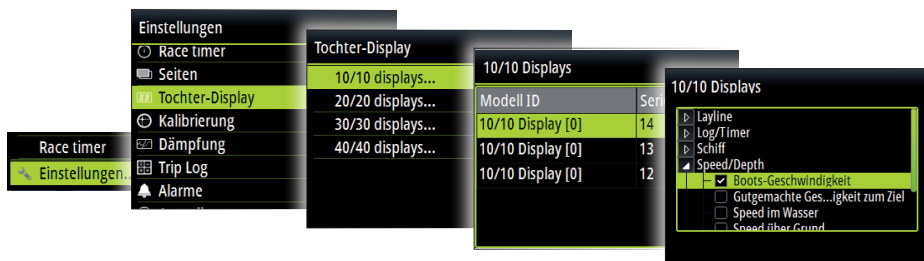 Race timer
Einstellungen...
Einstellungen
Race timer
Seiten
Tochter-Display
Kalibrierung
Dämpfung
Trip Log
Alarme
Tochter-Display
10/10 displays...
20/20 displays...
30/30 displays...
40/40 displays...
10/10 Displays
Modell ID
10/10 Display [0] 14
10/10 Display [0] 13
10/10 Display [0] 12
10/10 Displays
Layline
Log/Timer
Schiff
Speed/Depth
Boots-Geschwindigkeit
Gutgemachte Ges...igkeit zum Ziel
Speed im Wasser
Speed über Grund